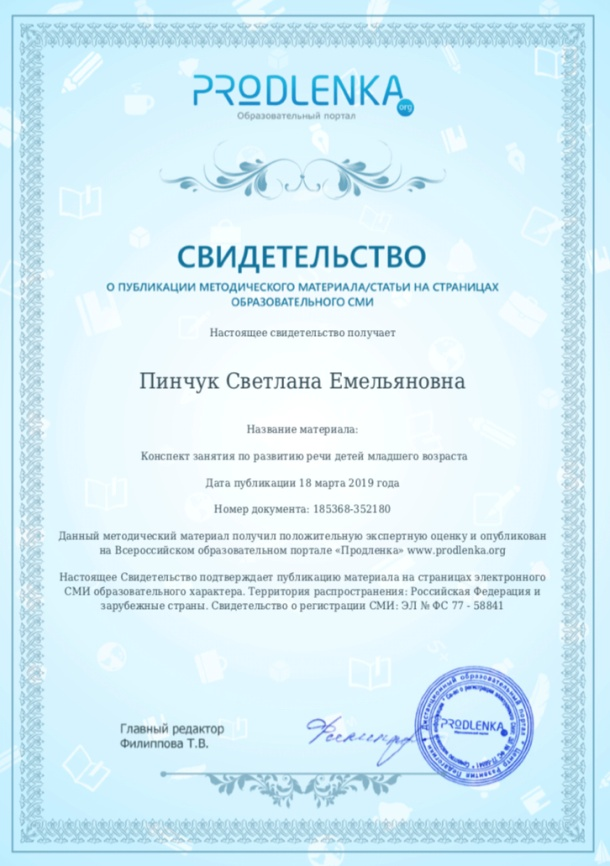 PRODLENKA
org
Образовательный портал
СВИДЕТЕЛЬСТВО
О ПУБЛИКАЦИИ МЕТОДИЧЕСКОГО МАТЕРИАЛА/СТАТЬИ НА СТРАНИЦАХ
ОБРАЗОВАТЕЛЬНОГО СМИ
Настоящее свидетельство получает
Пинчук Светлана Емельяновна
Название материала:
Конспект занятия по развитию речи детей младшего возраста
Дата публикации 18 марта 2019 года
Номер документа: 185368-352180
Данный методический материал получил положительную экспертную оценку и опубликован
на Всероссийском образовательном портале «Продленка» www.prodlenka.org
Настоящее Свидетельство подтверждает публикацию материала на страницах электронного
СМИ образовательного характера. Территория распространения: Российская Федерация и
зарубежные страны. Свидетельство о регистрации СМИ: ЭЛ № ФС 77 - 58841
Главный редактор
Филиппова Т.В.
Дистанционный образовательный портал
PRODLENKA